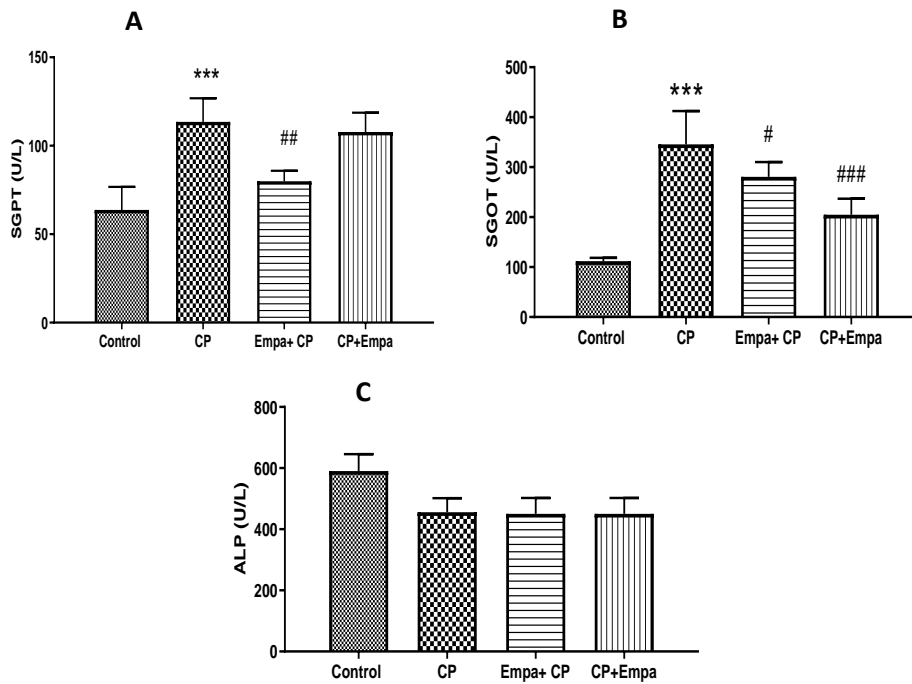 A
SGPT (U/L)
150
100
50
0
***
##
Control CP Empa+ CP CP+Empa
B
SGOT (U/L)
500
400
300
200
100
0
***
#
###
Control CP Empa+ CP CP+Empa
C
ALP (U/L)
800
600
400
200
0
Control CP Empa+ CP CP+Empa